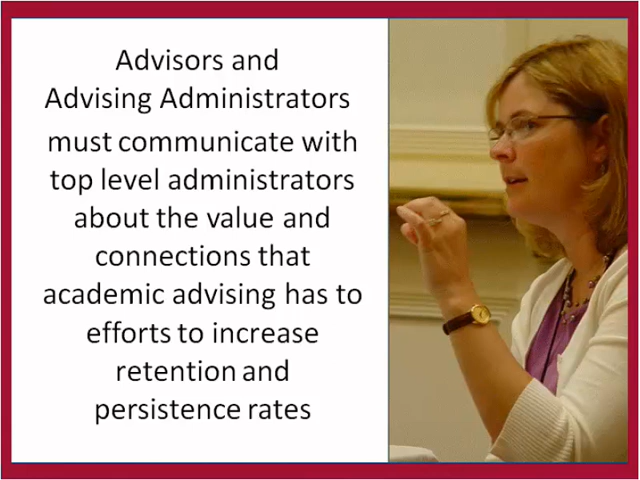 Advisors and
Advising Administrators
must communicate with
top level administrators
about the value and
connections that
academic advising has to
efforts to increase
retention and
persistence rates